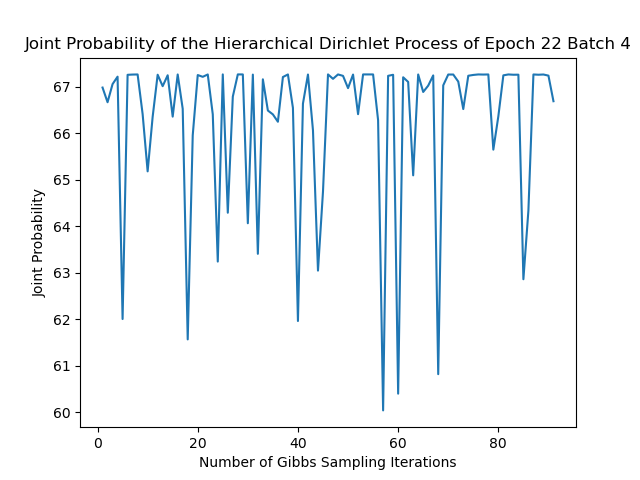 Joint Probability of the Hierarchical Dirichlet Process of Epoch 22 Batch 4
67
66
65
64
63
62
61
60
Joint Probability
0 20 40 60 80
Number of Gibbs Sampling Iterations